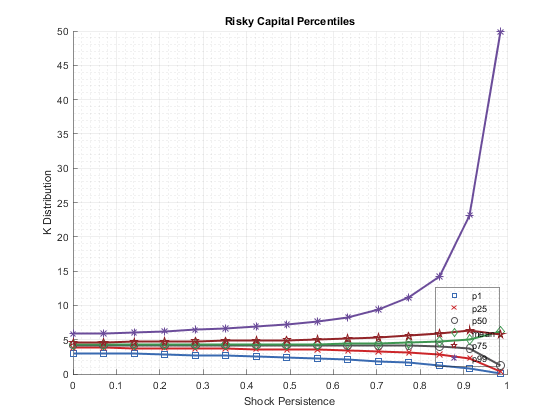 Risky Capital Percentiles
50
45
40
35
30
25
20
15
10
5
0
K Distribution
p1
p25
p50
mean
p75
p99
0
0.1
0.2
0.3
0.4
0.5
0.6
0.7
0.8
0.9
1
Shock Persistence